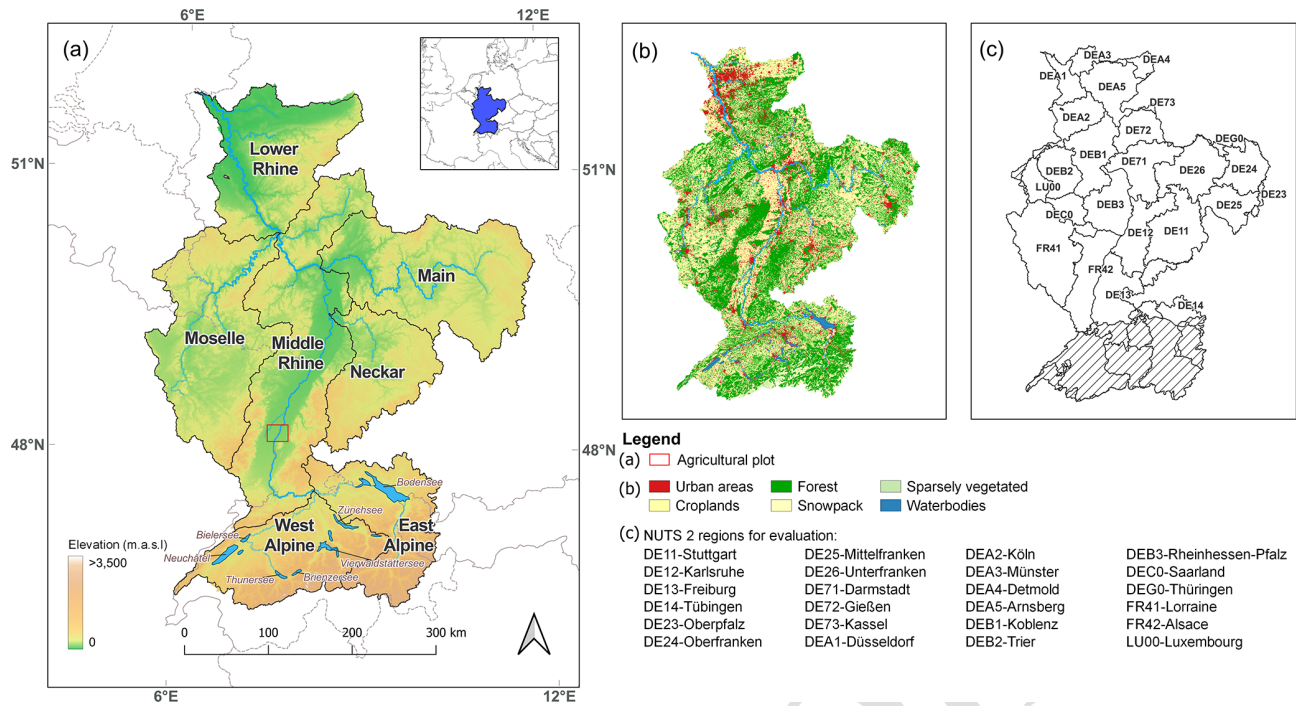 6°E
12°E
(a)
51°N
51°N
Lower
Rhine
Main
Moselle
Middle
Rhine
Neckar
48°N
48°N
Bodensee
Zürichsee
West
Alpine
East
Alpine
Bielersee
Neuchâtel
Vierwaldstättersee
Thunersee
Brienzersee
Elevation (m.a.s.l)
>3,500
0
0 100 200 300 km
6°E
12°E
(b)
(c)
DEA3
DEA4
DEA1
DEA5
DE73
DEA2
DE72
DEG0
DEB1
DE71
DEB2
DE26
DE24
LU00
DE23
DEB3
DE25
DEC0
DE12
DE11
FR41
FR42
DE13
DE14
Legend
(a) Agricultural plot
(b) Urban areas Forest Sparsely vegetated
Croplands Snowpack Waterbodies
(c) NUTS 2 regions for evaluation:
DE11-Stuttgart DE25-Mittelfranken DEA2-Köln DEB3-Rheinhessen-Pfalz
DE12-Karlsruhe DE26-Unterfranken DEA3-Münster DEC0-Saarland
DE13-Freiburg DE71-Darmstadt DEA4-Detmold DEG0-Thüringen
DE14-Tübingen DE72-Gießen DEA5-Arnsberg FR41-Lorraine
DE23-Oberpfalz DE73-Kassel DEB1-Koblenz FR42-Alsace
DE24-Oberfranken DEA1-Düsseldorf DEB2-Trier LU00-Luxembourg